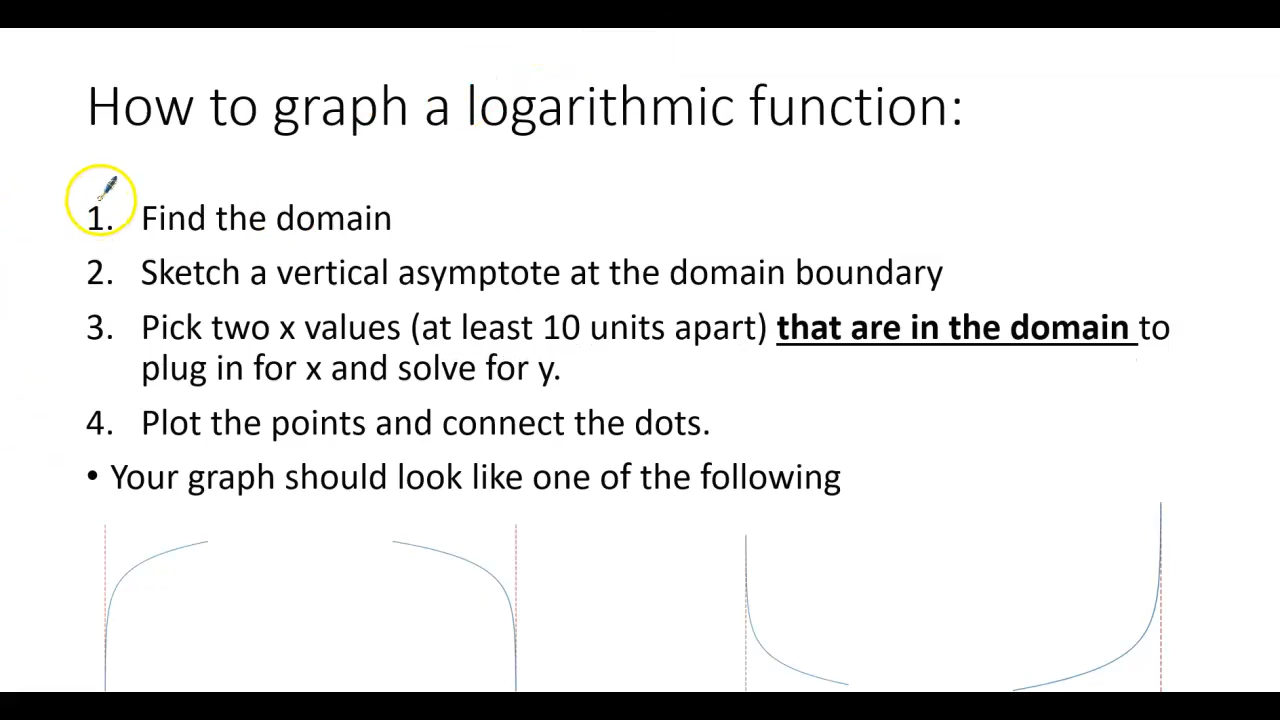 How to graph a logarithmic function:
1. Find the domain
2. Sketch a vertical asymptote at the domain boundary
3. Pick two x values (at least 10 units apart) that are in the domain to
plug in for x and solve for y.
4. Plot the points and connect the dots.
• Your graph should look like one of the following